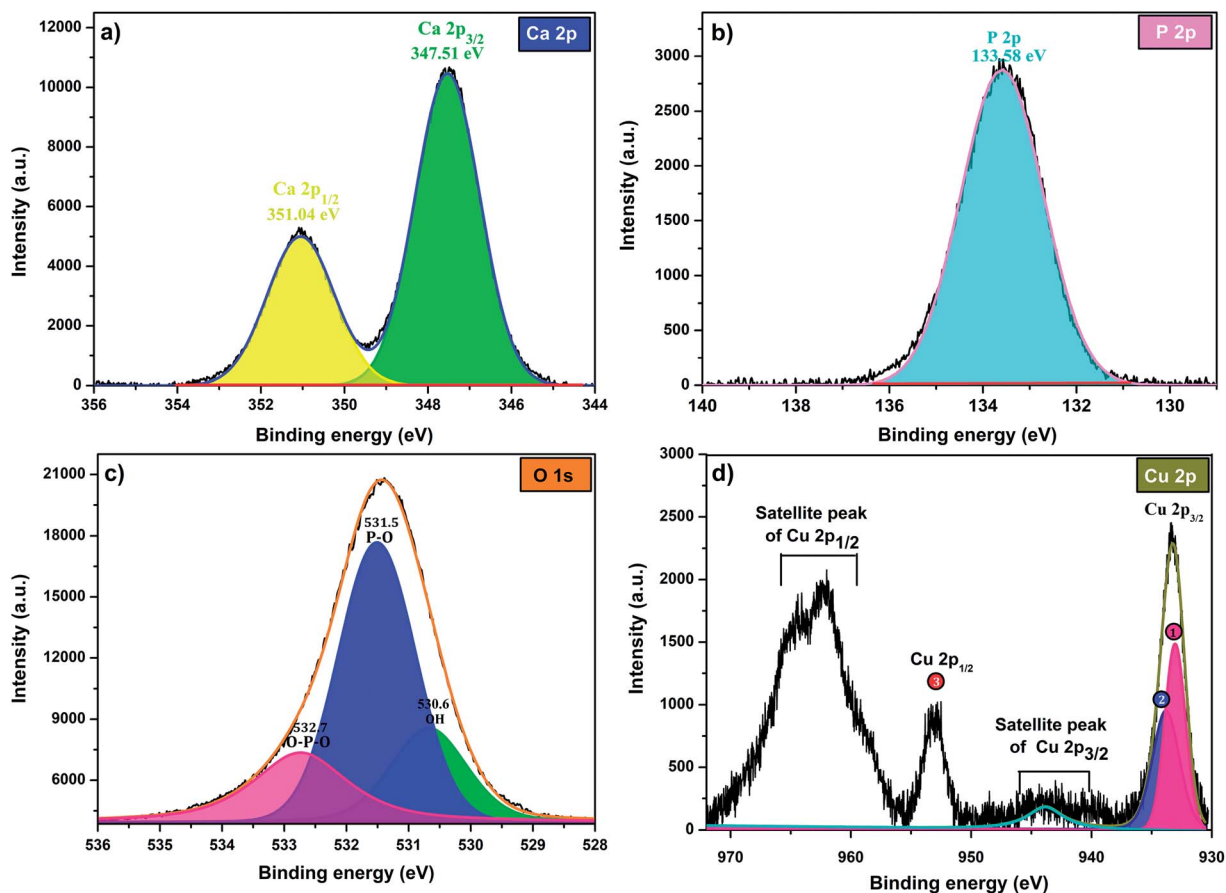 a)
Ca 2p
Ca 2p3/2
347.51 eV
Ca 2p1/2
351.04 eV
12000
10000
8000
6000
4000
2000
0
Intensity (a.u.)
356 354 352 350 348 346 344
Binding energy (eV)
b)
P 2p
P 2p
133.58 eV
3000
2500
2000
1500
1000
500
0
Intensity (a.u.)
140 138 136 134 132 130
Binding energy (eV)
c)
O 1s
531.5
P-O
530.6
OH
532.7
O-P-O
21000
18000
15000
12000
9000
6000
Intensity (a.u.)
536 535 534 533 532 531 530 529 528
Binding energy (eV)
d)
Cu 2p
Cu 2p3/2
Satellite peak
of Cu 2p1/2
Cu 2p1/2
Satellite peak
of Cu 2p3/2
1
2
3
3000
2500
2000
1500
1000
500
0
Intensity (a.u.)
970 960 950 940 930
Binding energy (eV)